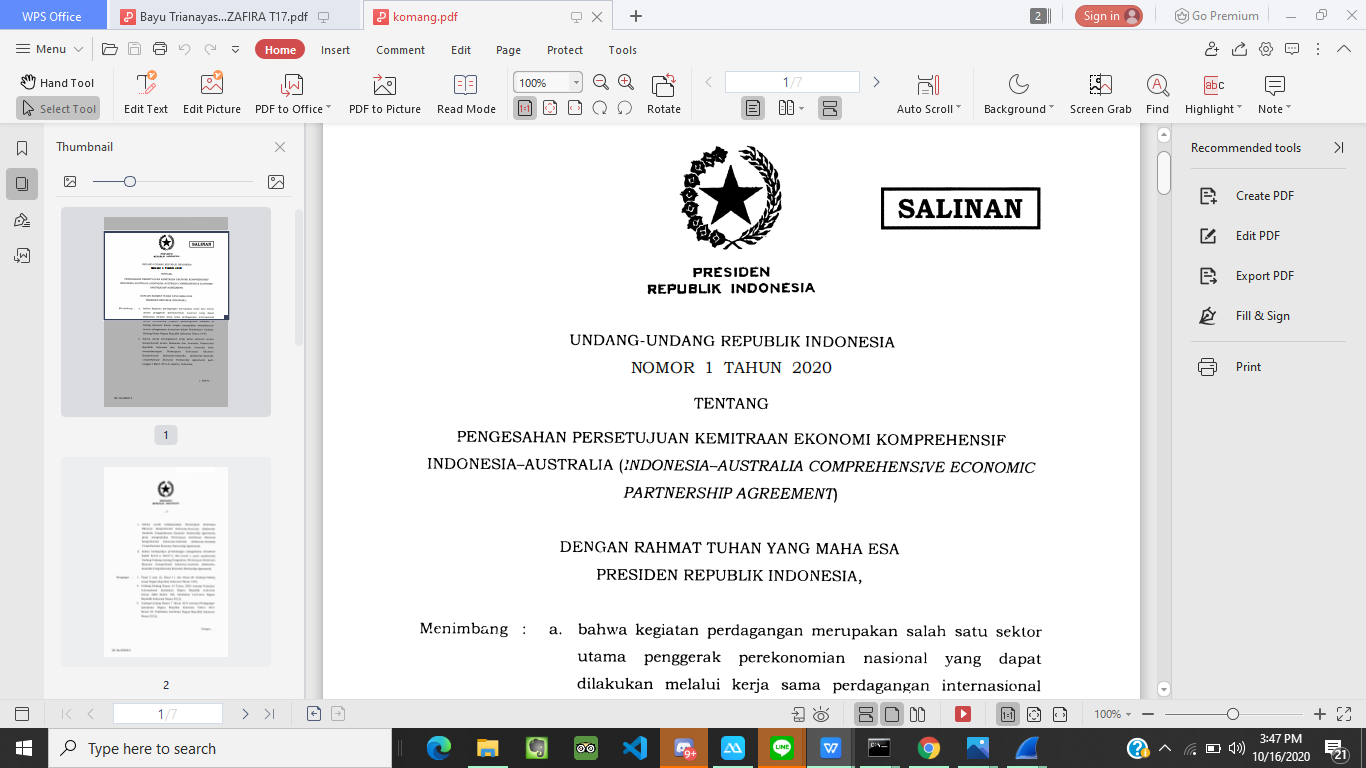 WPS Office
Bayu Trianayas...ZAFIRA T17.pdf
komang.pdf
2
Sign in
Go Premium
Menu
Home
Insert
Comment
Edit
Page
Protect
Tools
Hand Tool
Select Tool
Edit Text
Edit Picture
PDF to Office
PDF to Picture
Read Mode
100%
1:1
Rotate
1/7
Auto Scroll
Background
Screen Grab
Find
Highlight
Note
Thumbnail
1
2
SALINAN
PRESIDEN
REPUBLIK INDONESIA
UNDANG-UNDANG REPUBLIK INDONESIA
NOMOR 1 TAHUN 2020
TENTANG
PENGESAHAN PERSETUJUAN KEMITRAAN EKONOMI KOMPREHENSIF
INDONESIA–AUSTRALIA (INDONESIA–AUSTRALIA COMPREHENSIVE ECONOMIC
PARTNERSHIP AGREEMENT)
DENGAN RAHMAT TUHAN YANG MAHA ESA
PRESIDEN REPUBLIK INDONESIA,
Menimbang : a. bahwa kegiatan perdagangan merupakan salah satu sektor
utama penggerak perekonomian nasional yang dapat
dilakukan melalui kerja sama perdagangan internasional
Recommended tools
Create PDF
Edit PDF
Export PDF
Fill & Sign
Print
1/7
1:1
100%
Type here to search
9+
LINE
3:47 PM
10/16/2020
21